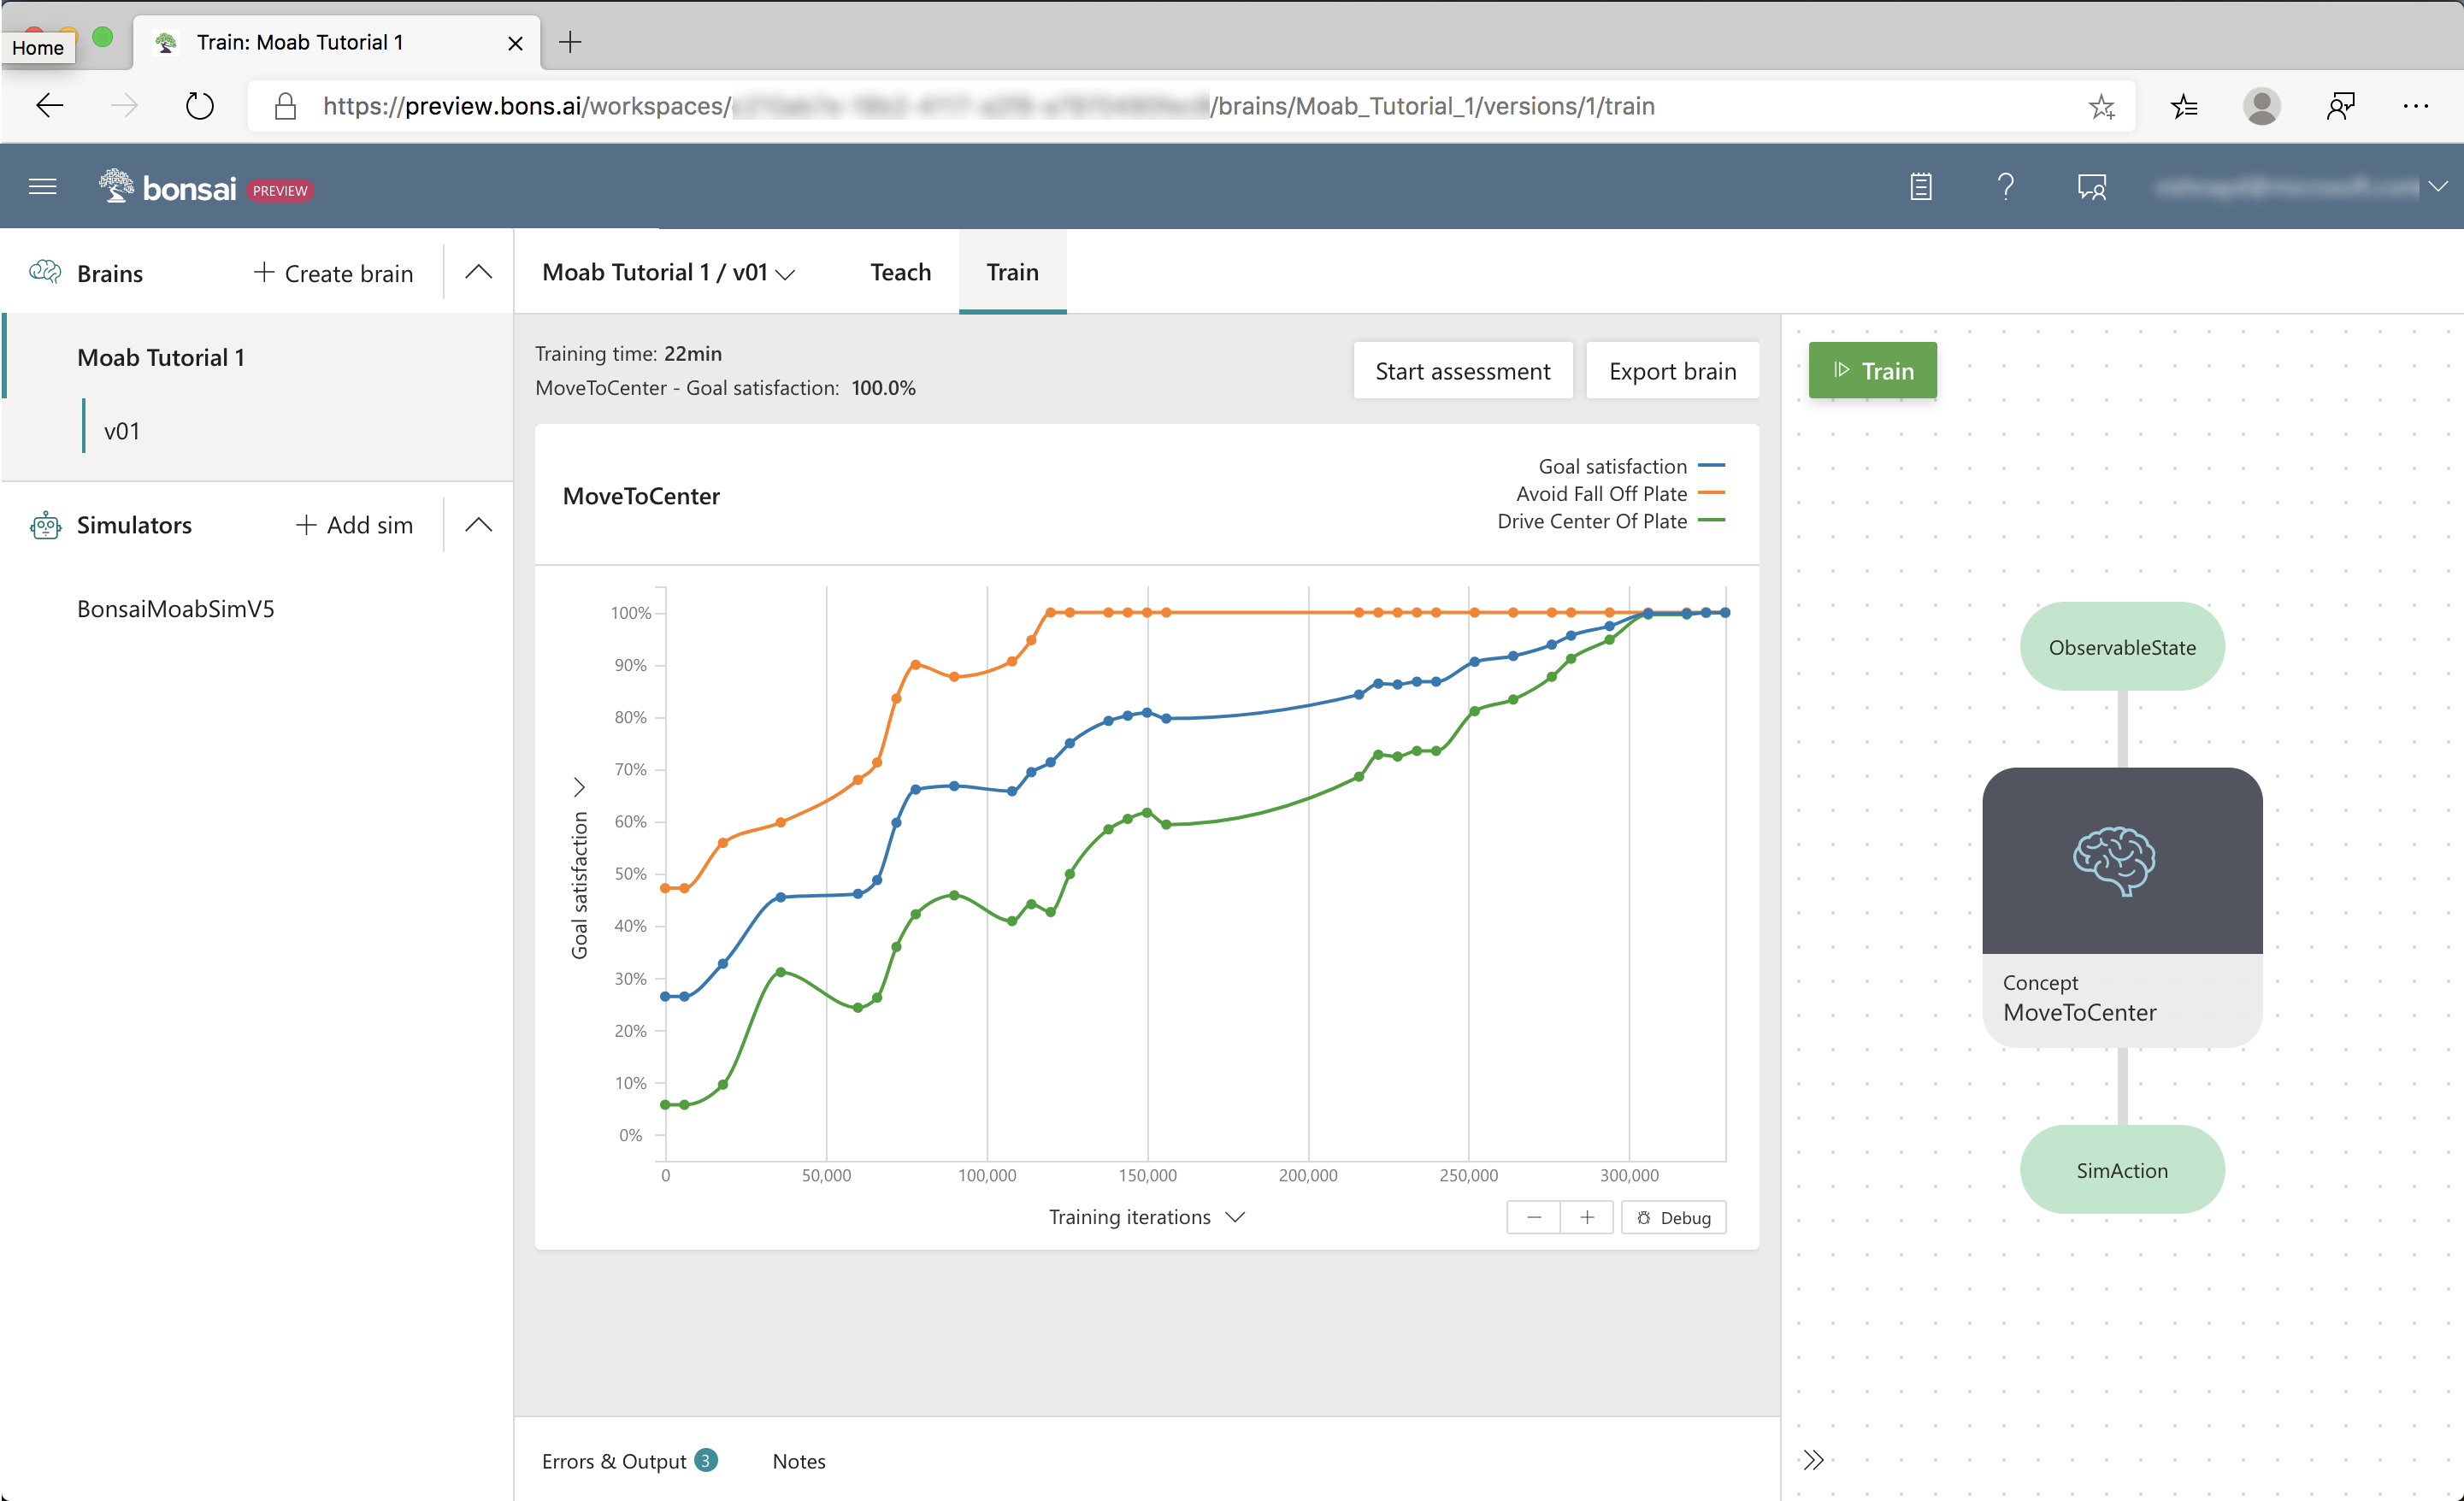 Home
Train: Moab Tutorial 1
https://preview.bons.ai/workspaces/ /brains/Moab_Tutorial_1/versions/1/train
bonsai PREVIEW
Brains
Create brain
Moab Tutorial 1
v01
Simulators
Add sim
BonsaiMoabSimV5
Moab Tutorial 1 / v01
Teach
Train
Training time: 22min
MoveToCenter - Goal satisfaction: 100.0%
Start assessment
Export brain
MoveToCenter
Goal satisfaction
Avoid Fall Off Plate
Drive Center Of Plate
Goal satisfaction
100%
90%
80%
70%
60%
50%
40%
30%
20%
10%
0%
0
50,000
100,000
150,000
200,000
250,000
300,000
Training iterations
Debug
Errors & Output 3
Notes
Train
ObservableState
Concept
MoveToCenter
SimAction